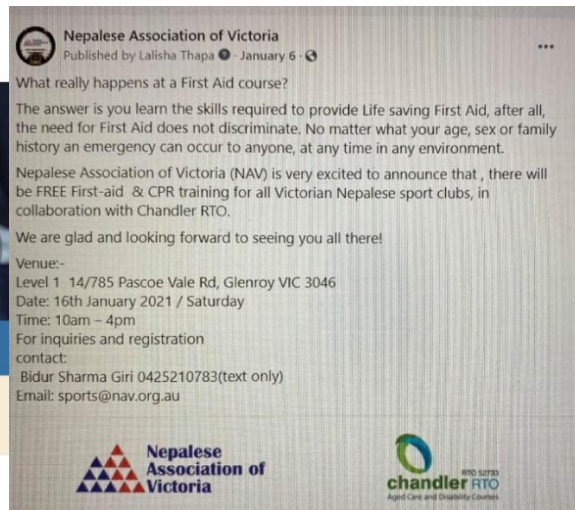 Nepalese Association of Victoria
Published by Lalisha Thapa · January 6 ·
What really happens at a First Aid course?
The answer is you learn the skills required to provide Life saving First Aid, after all,
the need for First Aid does not discriminate. No matter what your age, sex or family
history an emergency can occur to anyone, at any time in any environment.
Nepalese Association of Victoria (NAV) is very excited to announce that , there will
be FREE First-aid & CPR training for all Victorian Nepalese sport clubs, in
collaboration with Chandler RTO.
We are glad and looking forward to seeing you all there!
Venue:-
Level 1 14/785 Pascoe Vale Rd, Glenroy VIC 3046
Date: 16th January 2021 / Saturday
Time: 10am – 4pm
For inquiries and registration
contact:
Bidur Sharma Giri 0425210783(text only)
Email: sports@nav.org.au
Nepalese
Association of
Victoria
RTO 52733
chandler RTO
Aged Care and Disability Courses